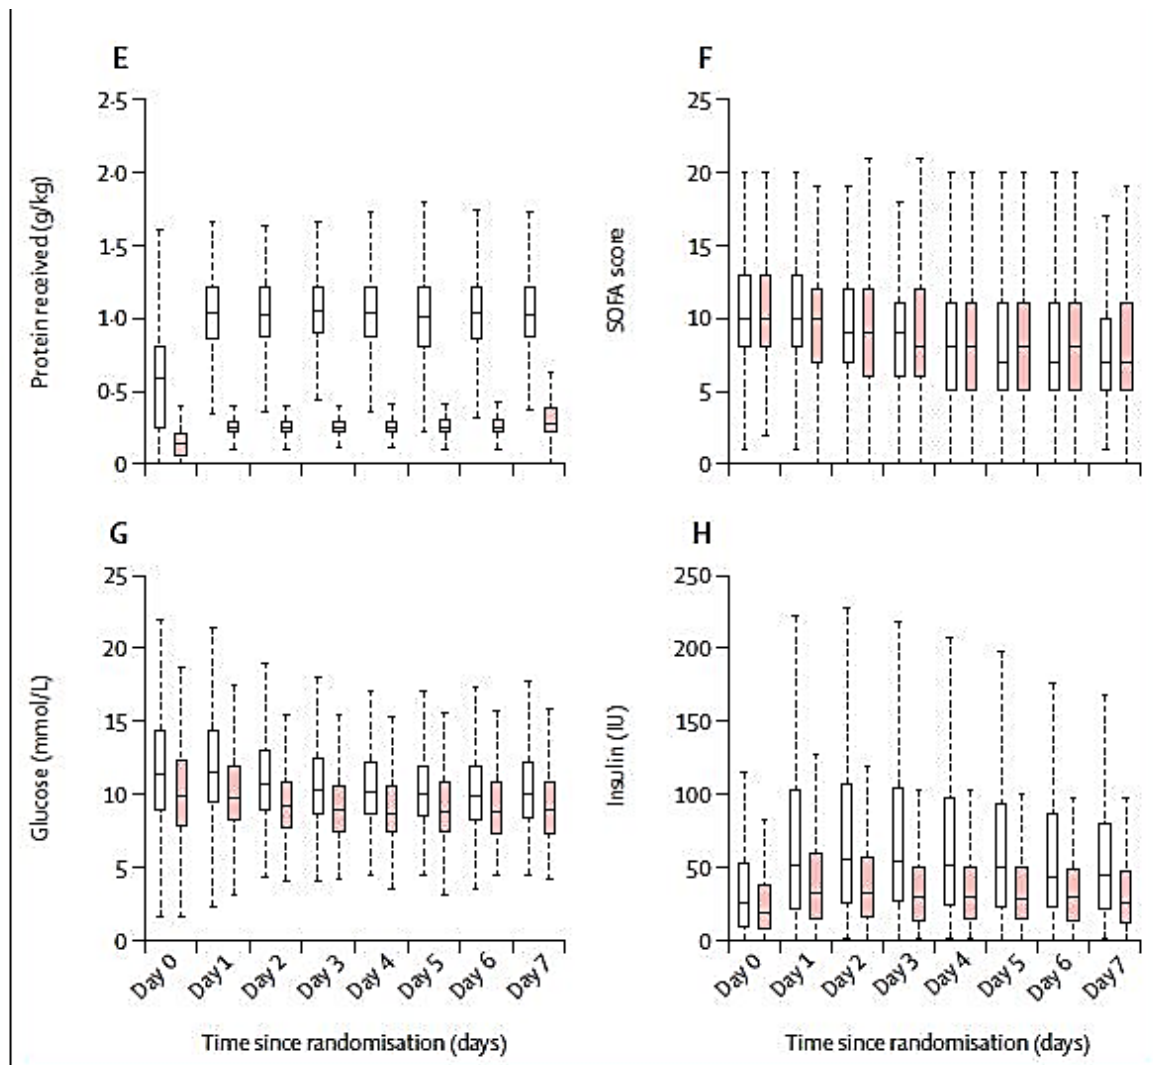 E
2·5
2·0
1·5
1·0
0·5
0
Protein received (g/kg)
F
25
20
15
10
5
0
SOFA score
G
25
20
15
10
5
0
Glucose (mmol/L)
Day 0
Day 1
Day 2
Day 3
Day 4
Day 5
Day 6
Day 7
Time since randomisation (days)
H
250
200
150
100
50
0
Insulin (IU)
Day 0
Day 1
Day 2
Day 3
Day 4
Day 5
Day 6
Day 7
Time since randomisation (days)